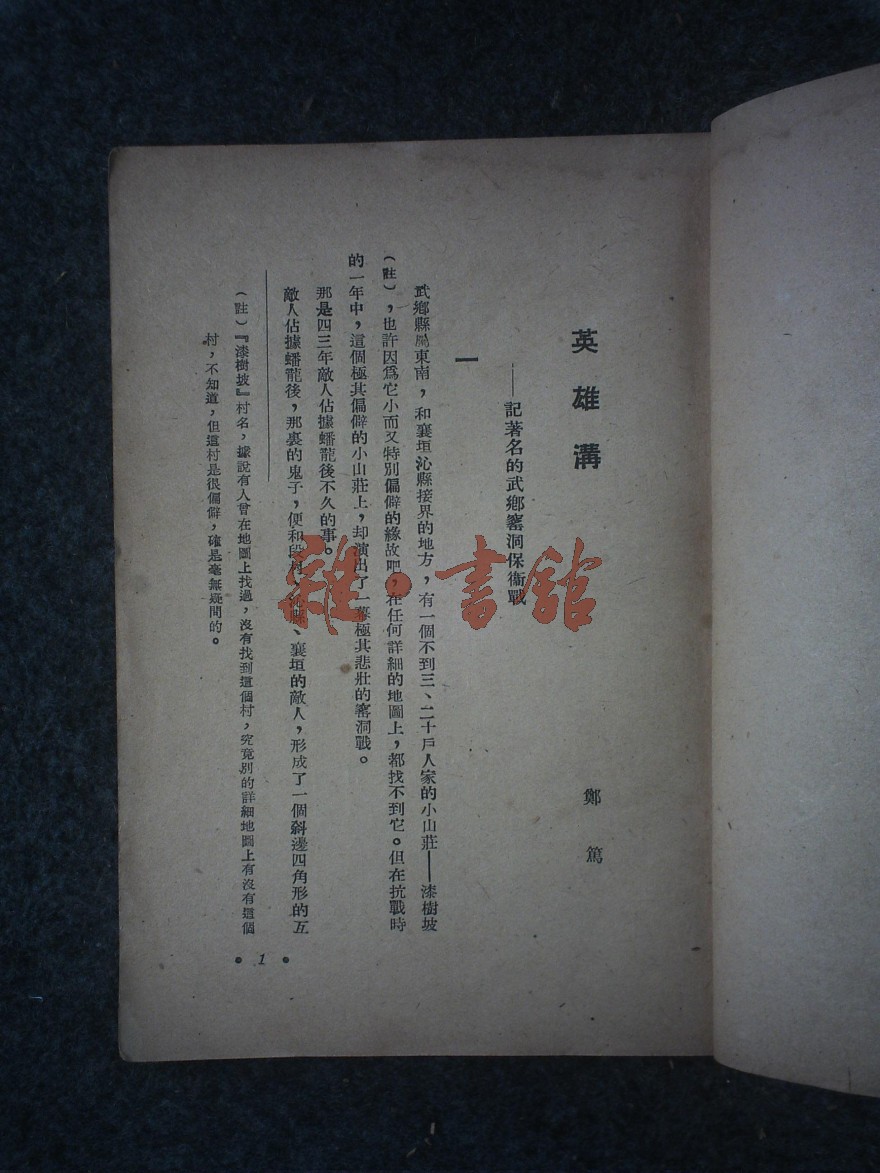 英雄溝
——記著名的武鄉窰洞保衞戰
鄭篤
一
武鄉縣屬東南，和襄垣沁縣接界的地方，有一個不到三、二十戶人家的小山莊——漆樹坡
（註），也許因爲它小而又特別偏僻的緣故吧，在任何詳細的地圖上，都找不到它。但在抗戰時
的一年中，這個極其偏僻的小山莊上，却演出了一幕極其悲壯的窰洞戰。
那是四三年敵人佔據蟠龍後不久的事。
敵人佔據蟠龍後，那裏的鬼子，便和段村、沁縣、襄垣的敵人，形成了一個斜邊四角形的互
（註）『漆樹坡』村名，據說有人曾在地圖上找過，沒有找到這個村，究竟別的詳細地圖上有沒有這個
村，不知道，但這村是很偏僻，確是毫無疑問的。
• 1 •
雜·書館